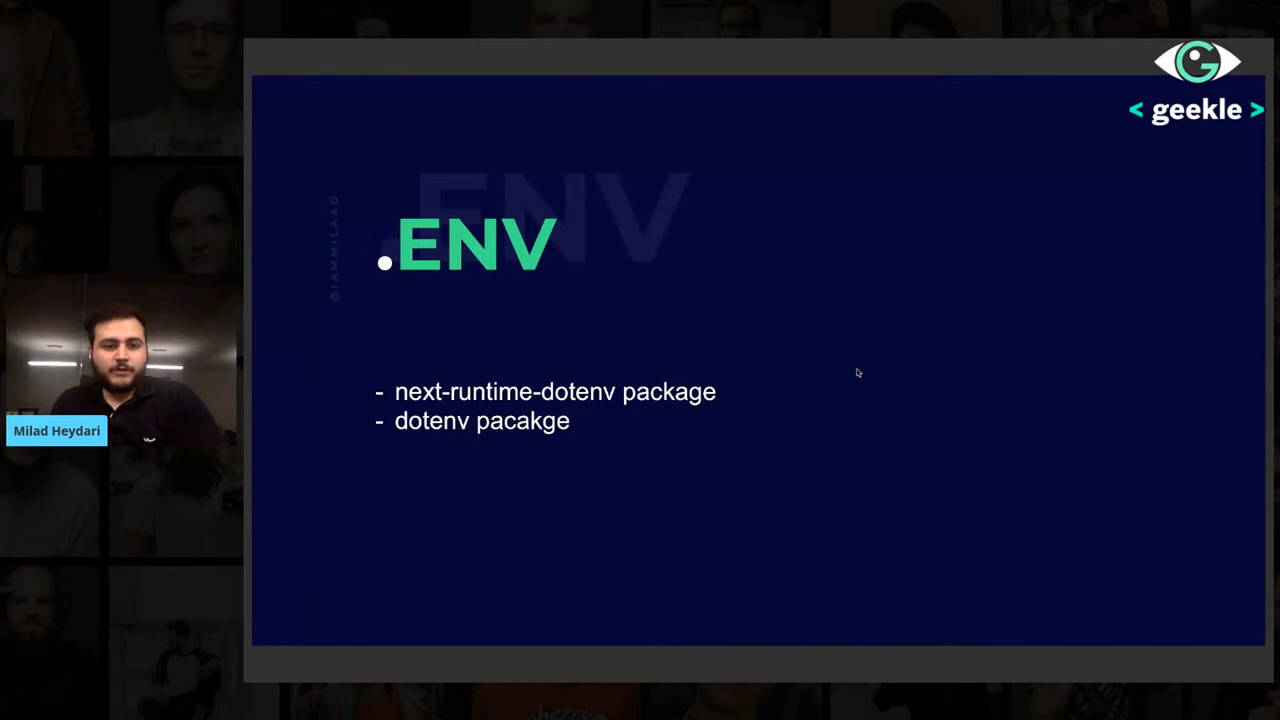 < geekle >
.ENV
.ENV
@IAMMILAAD
- next-runtime-dotenv package
- dotenv pacakge
Milad Heydari